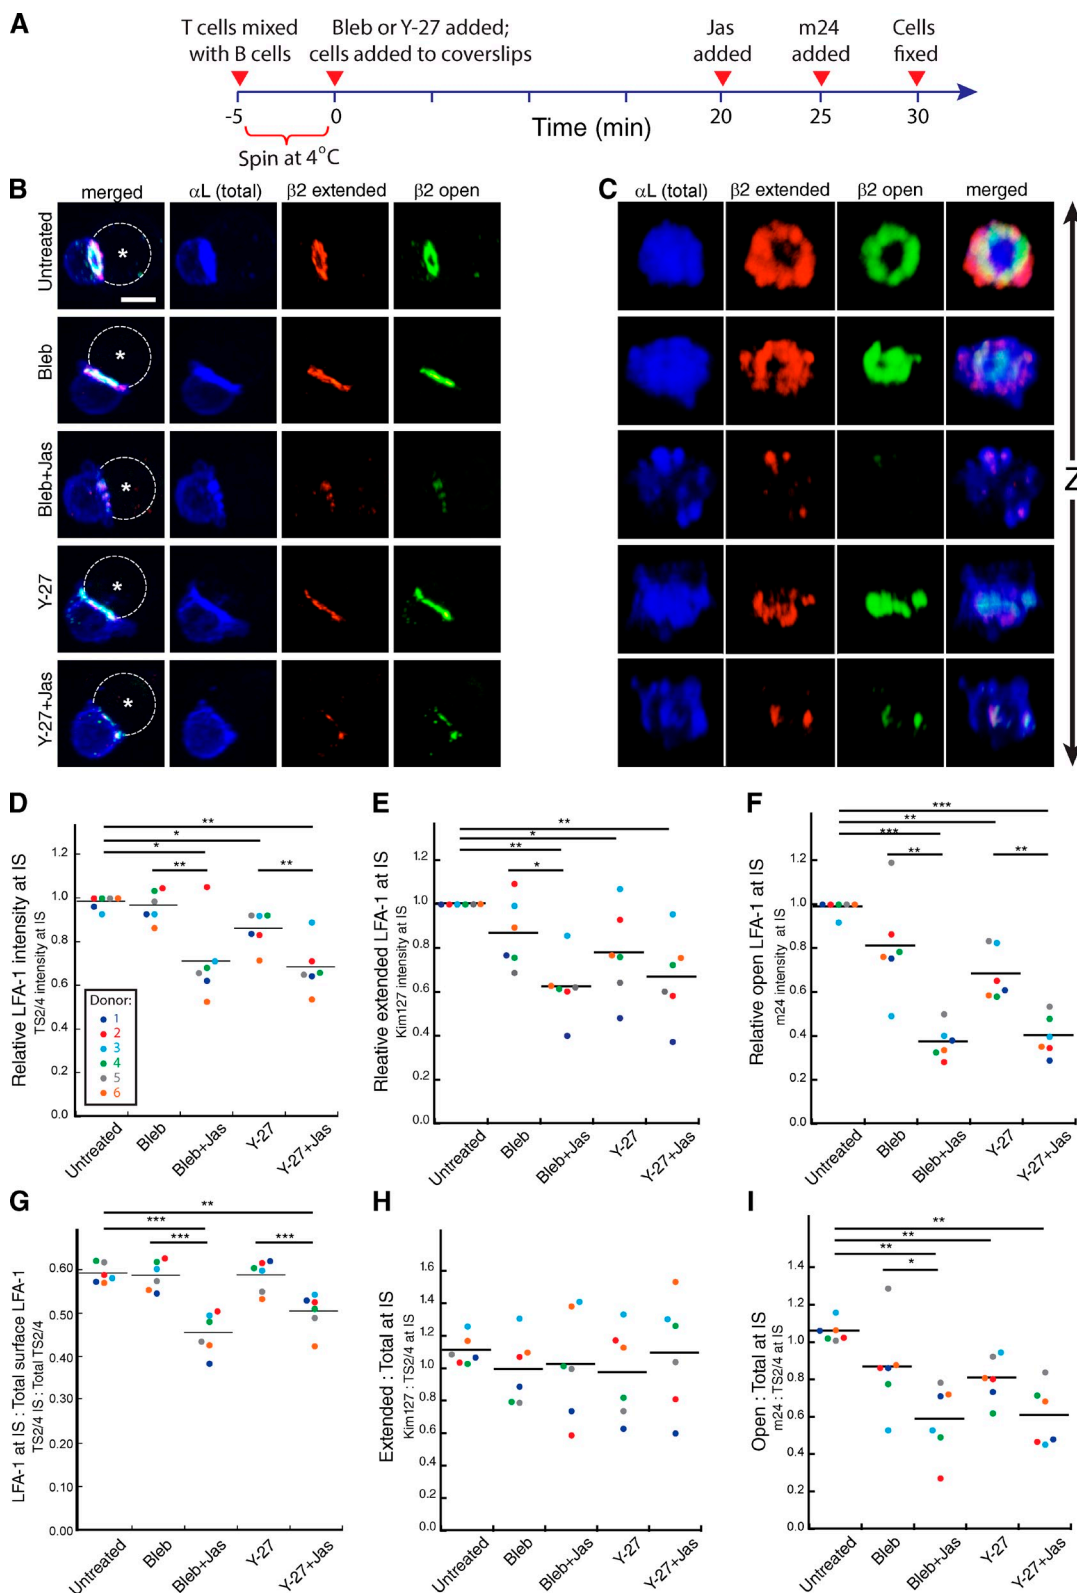 A
T cells mixed
with B cells
Bleb or Y-27 added;
cells added to coverslips
Jas
added
m24
added
Cells
fixed
-5
0
20
25
30
Time (min)
Spin at 4°C
B
merged
αL (total)
β2 extended
β2 open
Untreated
*
Bleb
*
Bleb+Jas
*
Y-27
*
Y-27+Jas
*
C
αL (total)
β2 extended
β2 open
merged
Z
D
Relative LFA-1 intensity at IS
TS2/4 intensity at IS
**
*
*
**
**
1.2
1.0
0.8
0.6
0.4
0.2
0.0
Donor:
1
2
3
4
5
6
Untreated
Bleb
Bleb+Jas
Y-27
Y-27+Jas
E
Rleative extended LFA-1 at IS
Kim127 intensity at IS
**
*
**
*
1.2
1.0
0.8
0.6
0.4
0.2
0.0
Untreated
Bleb
Bleb+Jas
Y-27
Y-27+Jas
F
Relative open LFA-1 at IS
m24 intensity at IS
***
**
***
**
**
1.2
1.0
0.8
0.6
0.4
0.2
0.0
Untreated
Bleb
Bleb+Jas
Y-27
Y-27+Jas
G
LFA-1 at IS : Total surface LFA-1
TS2/4 IS : Total TS2/4
**
***
***
***
0.60
0.50
0.40
0.30
0.20
0.10
0.00
Untreated
Bleb
Bleb+Jas
Y-27
Y-27+Jas
H
Extended : Total at IS
Kim127 : TS2/4 at IS
1.6
1.4
1.2
1.0
0.8
0.6
0.4
0.2
0.0
Untreated
Bleb
Bleb+Jas
Y-27
Y-27+Jas
I
Open : Total at IS
m24 : TS2/4 at IS
**
**
**
*
1.4
1.2
1.0
0.8
0.6
0.4
0.2
0.0
Untreated
Bleb
Bleb+Jas
Y-27
Y-27+Jas